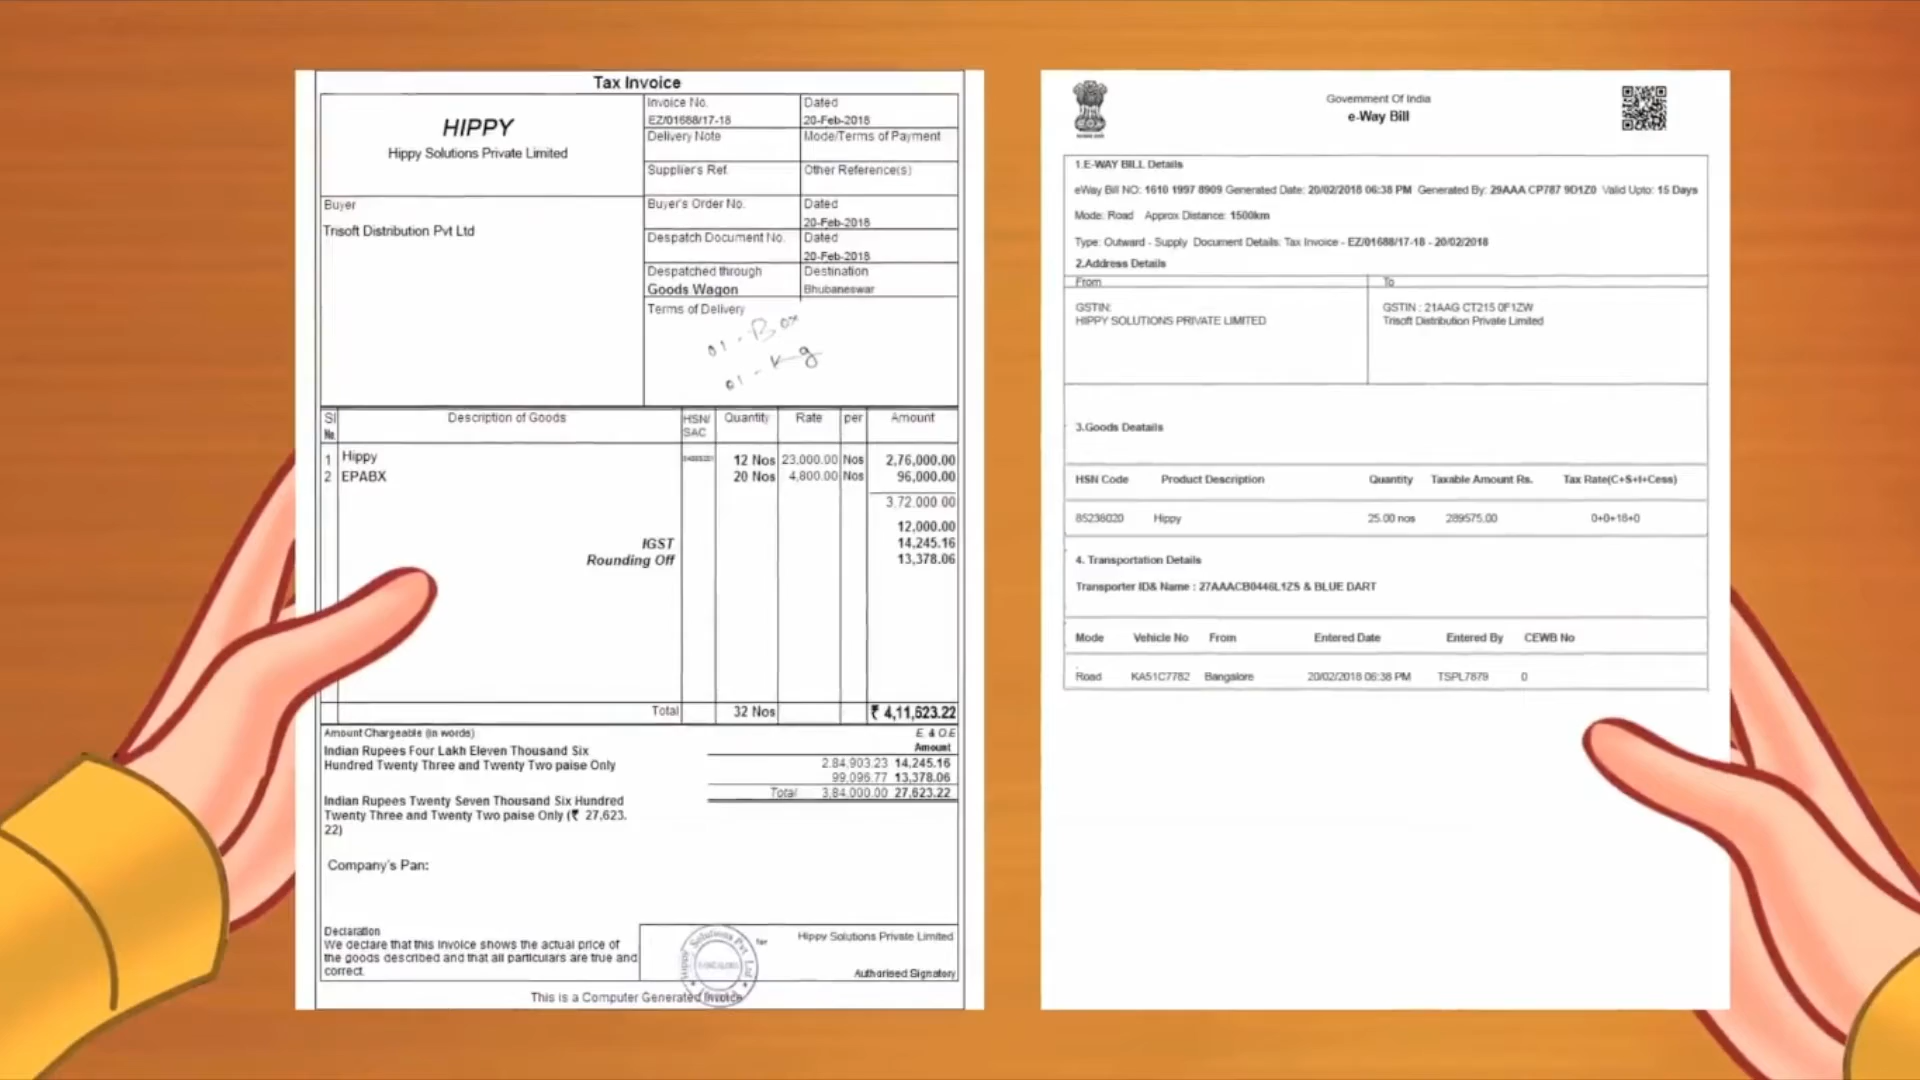 Tax Invoice
HIPPY
Hippy Solutions Private Limited
Invoice No.
EZ/01688/17-18
Dated
20-Feb-2018
Delivery Note
Mode/Terms of Payment
Supplier's Ref.
Other Reference(s)
Buyer
Trisoft Distribution Pvt Ltd
Buyer's Order No.
Dated
20-Feb-2018
Despatch Document No.
Dated
20-Feb-2018
Despatched through
Goods Wagon
Destination
Bhubaneswar
Terms of Delivery
01 - Box
01 - Kg
Sl No. Description of Goods HSN/SAC Quantity Rate per Amount
1 Hippy 12 Nos 23,000.00 Nos 2,76,000.00
2 EPABX 20 Nos 4,800.00 Nos 96,000.00
3,72,000.00
12,000.00
IGST 14,245.16
Rounding Off 13,378.06
Total 32 Nos ₹ 4,11,623.22
Amount Chargeable (in words) E. & O.E
Amount
Indian Rupees Four Lakh Eleven Thousand Six
Hundred Twenty Three and Twenty Two paise Only
2,84,903.23 14,245.16
99,096.77 13,378.06
Total 3,84,000.00 27,623.22
Indian Rupees Twenty Seven Thousand Six Hundred
Twenty Three and Twenty Two paise Only (₹ 27,623.
22)
Company's Pan:
Declaration
We declare that this invoice shows the actual price of
the goods described and that all particulars are true and
correct.
for Hippy Solutions Private Limited
Authorised Signatory
This is a Computer Generated Invoice
Government Of India
e-Way Bill
1.E-WAY BILL Details
eWay Bill NO: 1610 1997 8909 Generated Date: 20/02/2018 06:38 PM Generated By: 29AAA CP787 9D1Z0 Valid Upto: 15 Days
Mode: Road Approx Distance: 1500km
Type: Outward - Supply Document Details: Tax Invoice - EZ/01688/17-18 - 20/02/2018
2.Address Details
From To
GSTIN: 
HIPPY SOLUTIONS PRIVATE LIMITED
GSTIN : 21AAG CT215 0F1ZW
Trisoft Distribution Private Limited
3.Goods Deatails
HSN Code Product Description Quantity Taxable Amount Rs. Tax Rate(C+S+I+Cess)
85236020 Hippy 25.00 nos 289575.00 0+0+18+0
4. Transportation Details
Transporter ID& Name : 27AAACB0446L1ZS & BLUE DART
Mode Vehicle No From Entered Date Entered By CEWB No
Road KA51C7782 Bangalore 20/02/2018 06:38 PM TSPL7879 0